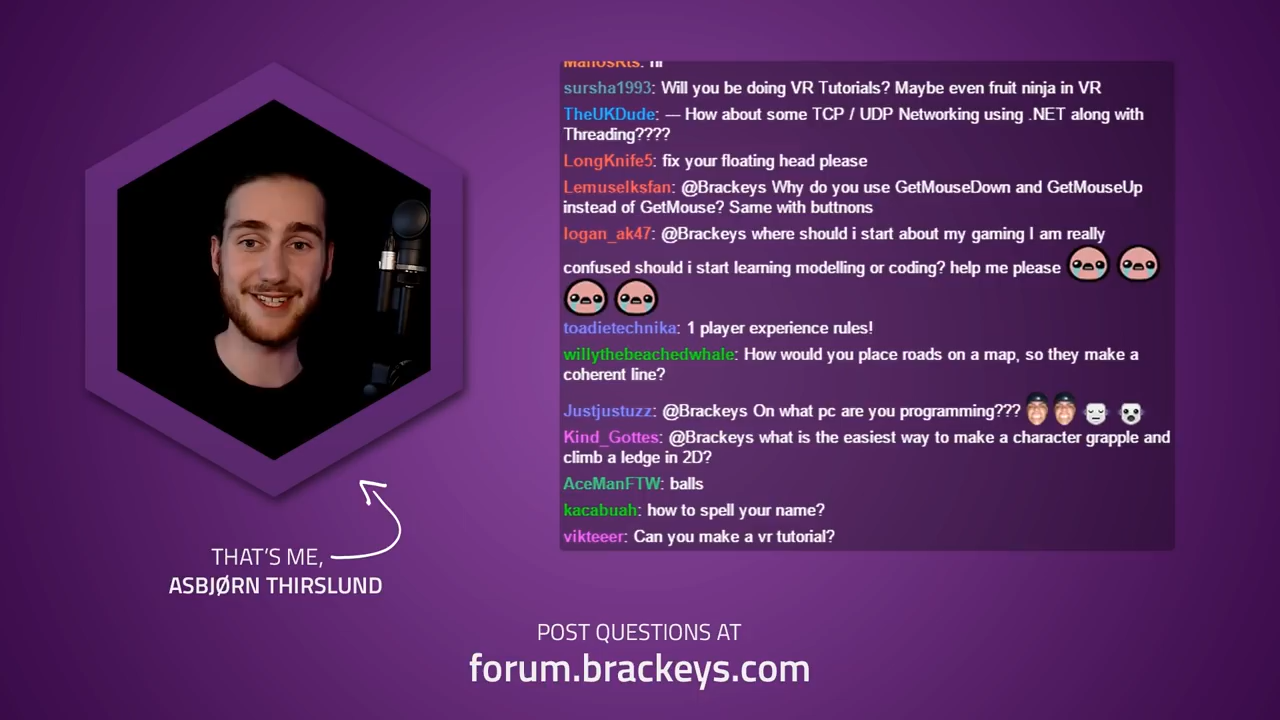 ManosRts: hi
sursha1993: Will you be doing VR Tutorials? Maybe even fruit ninja in VR
TheUKDude: — How about some TCP / UDP Networking using .NET along with
Threading????
LongKnife5: fix your floating head please
Lemuselksfan: @Brackeys Why do you use GetMouseDown and GetMouseUp
instead of GetMouse? Same with buttnons
logan_ak47: @Brackeys where should i start about my gaming I am really
confused should i start learning modelling or coding? help me please
toadietechnika: 1 player experience rules!
willythebeachedwhale: How would you place roads on a map, so they make a
coherent line?
Justjustuzz: @Brackeys On what pc are you programming???
Kind_Gottes: @Brackeys what is the easiest way to make a character grapple and
climb a ledge in 2D?
AceManFTW: balls
kacabuah: how to spell your name?
vikteeer: Can you make a vr tutorial?
THAT'S ME,
ASBJØRN THIRSLUND
POST QUESTIONS AT
forum.brackeys.com